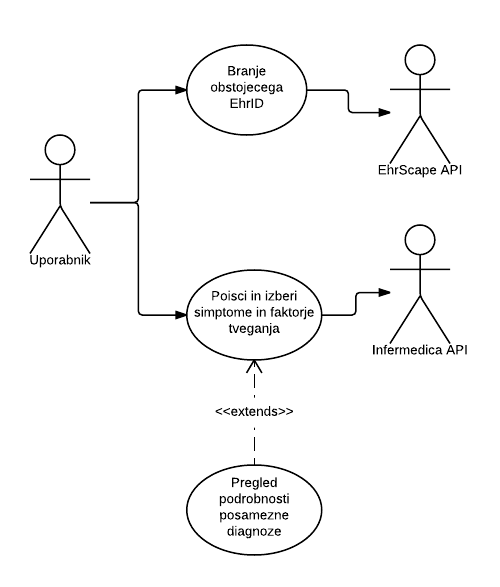 Branje
obstojecega
EhrID
EhrScape API
Uporabnik
Poisci in izberi
simptome in faktorje
tveganja
Infermedica API
<<extends>>
Pregled
podrobnosti
posamezne
diagnoze